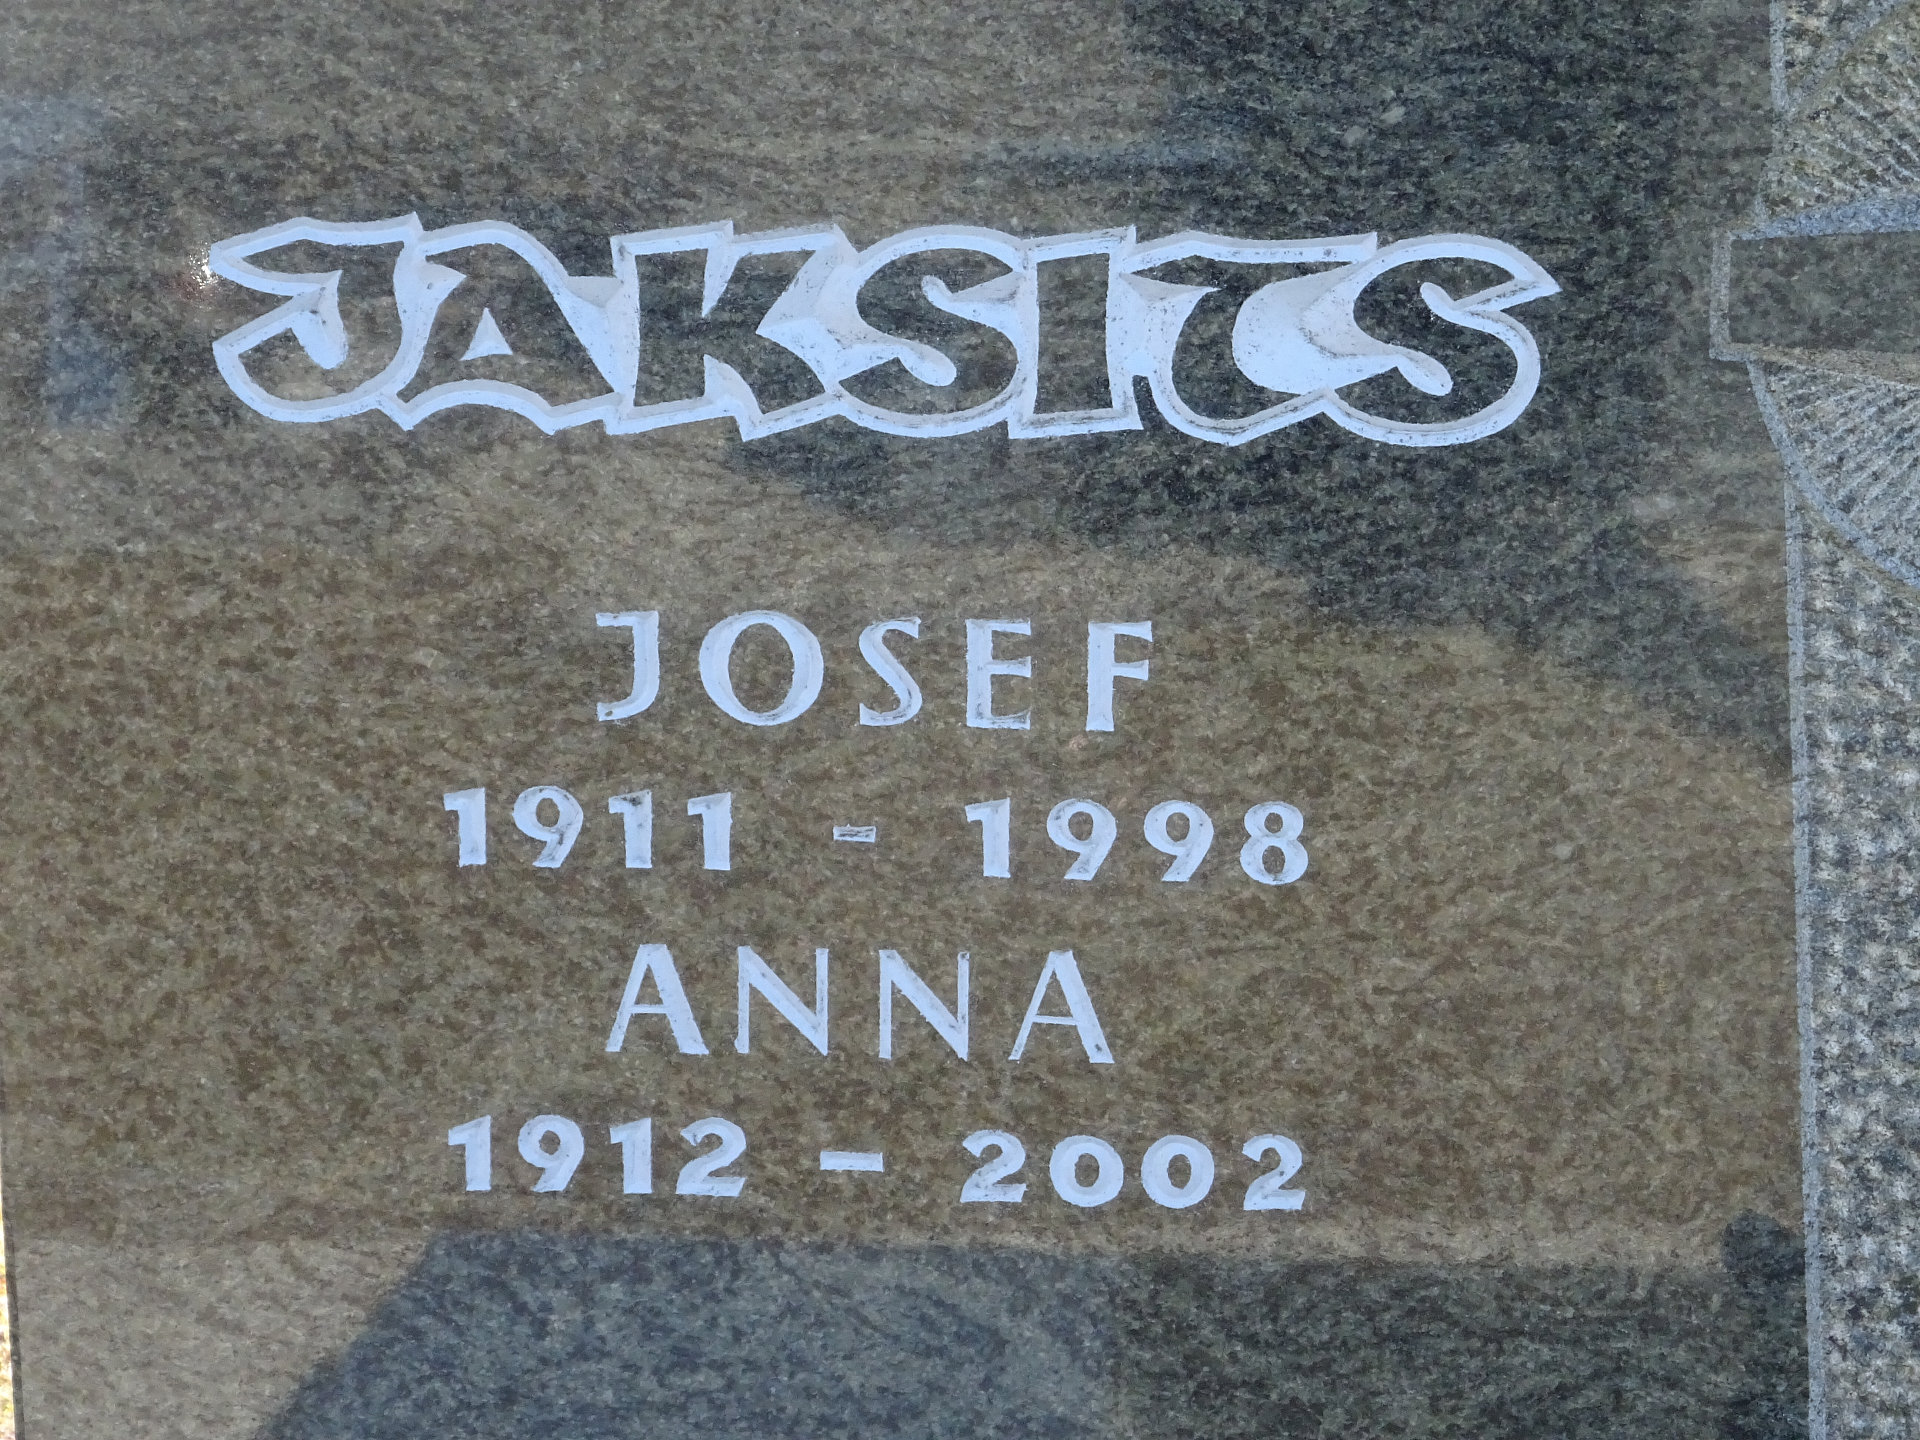 JAKSITS
JOSEF
1911 - 1998
ANNA
1912 - 2002